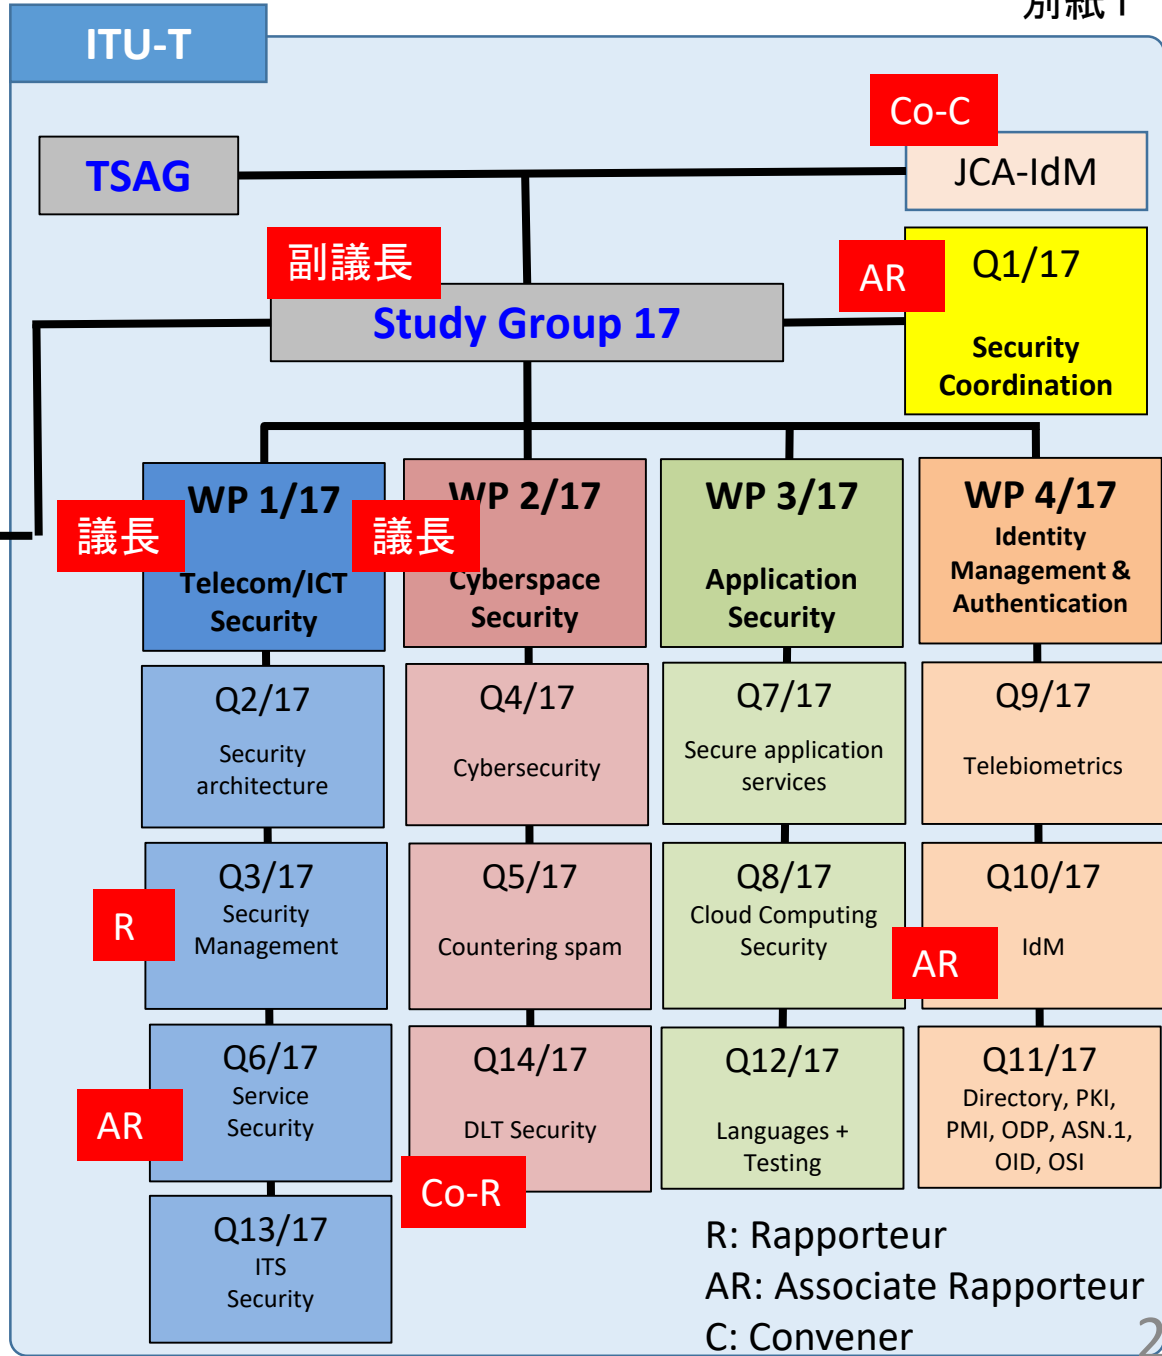 別紙1
ITU-T
Co-C
TSAG
JCA-IdM
副議長
Study Group 17
AR
Q1/17
Security
Coordination
議長
WP 1/17
Telecom/ICT
Security
議長
WP 2/17
Cyberspace
Security
WP 3/17
Application
Security
WP 4/17
Identity
Management &
Authentication
Q2/17
Security
architecture
Q4/17
Cybersecurity
Q7/17
Secure application
services
Q9/17
Telebiometrics
R
Q3/17
Security
Management
Q5/17
Countering spam
Q8/17
Cloud Computing
Security
AR
Q10/17
IdM
AR
Q6/17
Service
Security
Q14/17
DLT Security
Co-R
Q12/17
Languages +
Testing
Q11/17
Directory, PKI,
PMI, ODP, ASN.1,
OID, OSI
Q13/17
ITS
Security
R: Rapporteur
AR: Associate Rapporteur
C: Convener
2